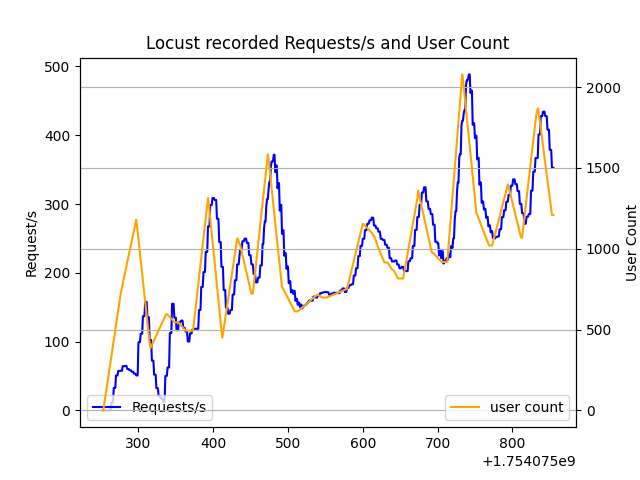 Locust recorded Requests/s and User Count
500
400
300
200
100
0
Request/s
2000
1500
1000
500
0
User Count
Requests/s
user count
300 400 500 600 700 800
+1.754075e9